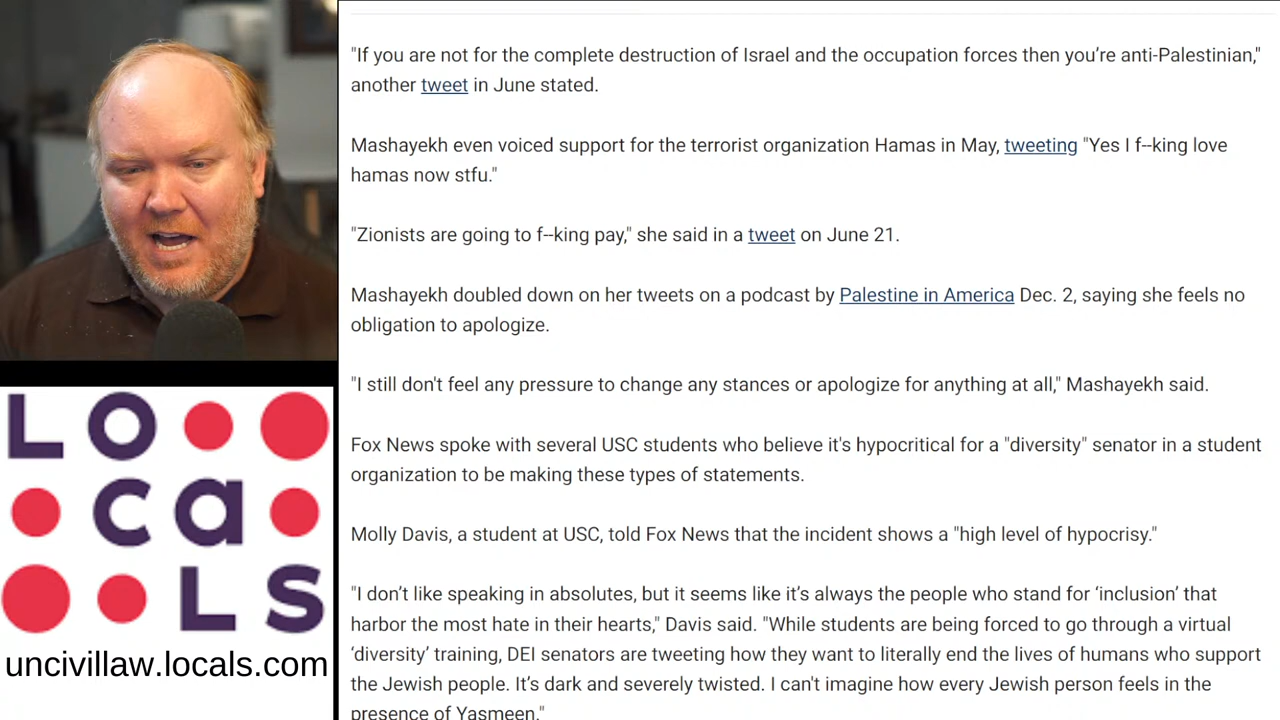 "If you are not for the complete destruction of Israel and the occupation forces then you’re anti-Palestinian,"
another tweet in June stated.
Mashayekh even voiced support for the terrorist organization Hamas in May, tweeting "Yes I f--king love
hamas now stfu."
"Zionists are going to f--king pay," she said in a tweet on June 21.
Mashayekh doubled down on her tweets on a podcast by Palestine in America Dec. 2, saying she feels no
obligation to apologize.
"I still don't feel any pressure to change any stances or apologize for anything at all," Mashayekh said.
Fox News spoke with several USC students who believe it's hypocritical for a "diversity" senator in a student
organization to be making these types of statements.
Molly Davis, a student at USC, told Fox News that the incident shows a "high level of hypocrisy."
"I don’t like speaking in absolutes, but it seems like it’s always the people who stand for ‘inclusion’ that
harbor the most hate in their hearts," Davis said. "While students are being forced to go through a virtual
‘diversity’ training, DEI senators are tweeting how they want to literally end the lives of humans who support
the Jewish people. It’s dark and severely twisted. I can't imagine how every Jewish person feels in the
presence of Yasmeen."
LOCALS
uncivillaw.locals.com